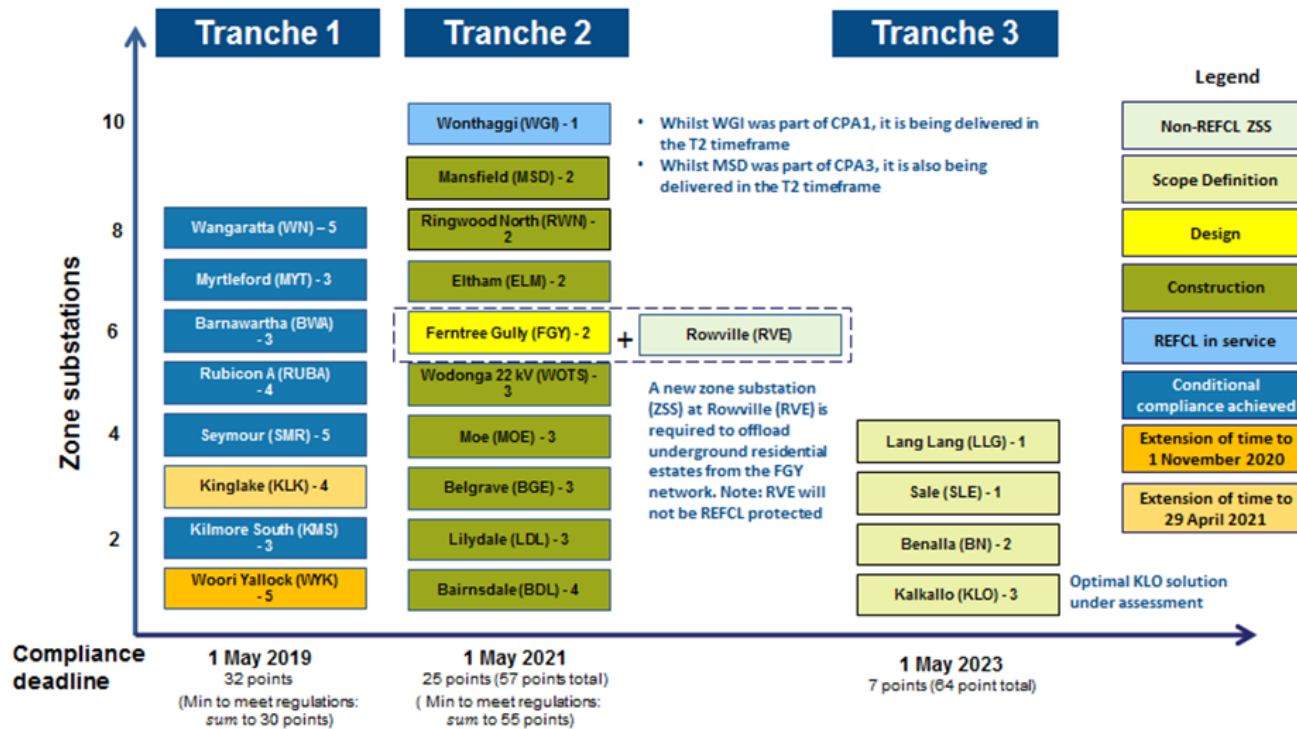 Tranche 1
Tranche 2
Tranche 3
Zone substations
10
8
6
4
2
Wangaratta (WN) – 5
Myrtleford (MYT) - 3
Barnawartha (BWA)
- 3
Rubicon A (RUBA)
- 4
Seymour (SMR) - 5
Kinglake (KLK) - 4
Kilmore South (KMS)
- 3
Woori Yallock (WYK)
- 5
Wonthaggi (WGI) - 1
Mansfield (MSD) - 2
Ringwood North (RWN) -
2
Eltham (ELM) - 2
Ferntree Gully (FGY) - 2
+
Rowville (RVE)
Wodonga 22 kV (WOTS) -
3
Moe (MOE) - 3
Belgrave (BGE) - 3
Lilydale (LDL) - 3
Bairnsdale (BDL) - 4
• Whilst WGI was part of CPA1, it is being delivered in
the T2 timeframe
• Whilst MSD was part of CPA3, it is also being
delivered in the T2 timeframe
A new zone substation
(ZSS) at Rowville (RVE) is
required to offload
underground residential
estates from the FGY
network. Note: RVE will
not be REFCL protected
Lang Lang (LLG) - 1
Sale (SLE) - 1
Benalla (BN) - 2
Kalkallo (KLO) - 3
Optimal KLO solution
under assessment
Legend
Non-REFCL ZSS
Scope Definition
Design
Construction
REFCL in service
Conditional
compliance achieved
Extension of time to
1 November 2020
Extension of time to
29 April 2021
Compliance
deadline
1 May 2019
32 points
(Min to meet regulations:
sum to 30 points)
1 May 2021
25 points (57 points total)
( Min to meet regulations:
sum to 55 points)
1 May 2023
7 points (64 point total)